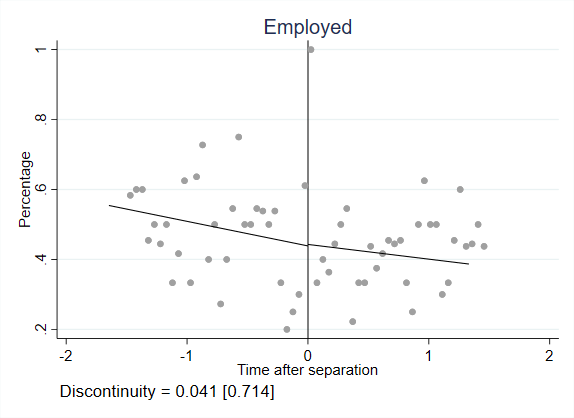 Employed
Percentage
1
.8
.6
.4
.2
-2 -1 0 1 2
Time after separation
Discontinuity = 0.041 [0.714]